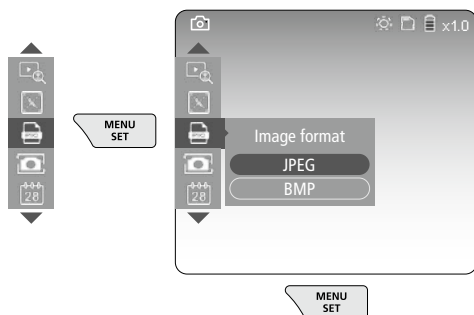 x1.0
MENU
SET
Image format
JPEG
BMP
28
28
MENU
SET